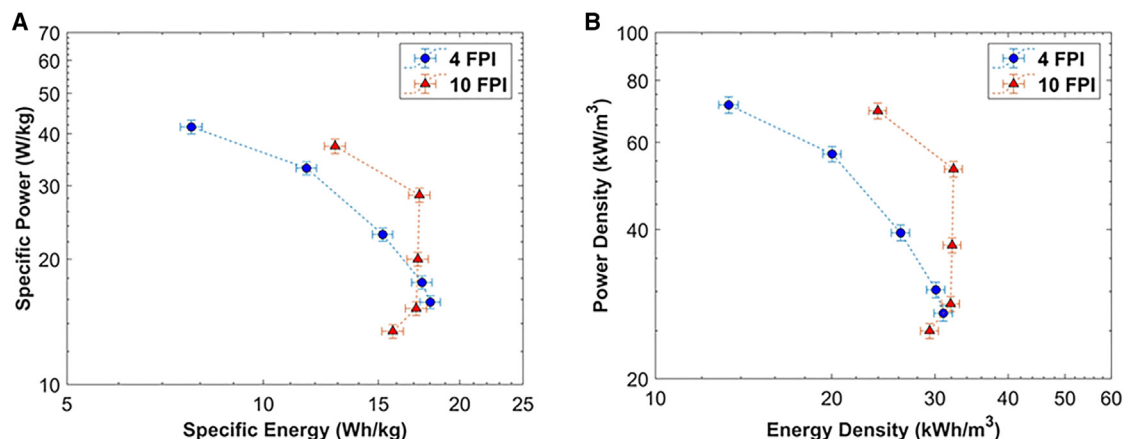 A
B
70
60
50
40
30
20
10
Specific Power (W/kg)
4 FPI
10 FPI
5
10
15
20
25
Specific Energy (Wh/kg)
100
80
60
40
20
Power Density (kW/m³)
4 FPI
10 FPI
10
20
30
40
50
60
Energy Density (kWh/m³)